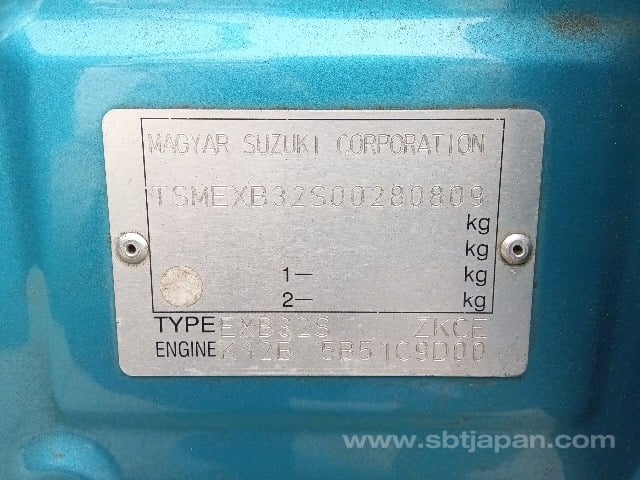 MAGYAR SUZUKI CORPORATION
TSMEXB32S00280809
kg
kg
1– kg
2– kg
TYPE EXB32S ZKCE
ENGINE K12B 5B51C9D00
www.sbtjapan.com